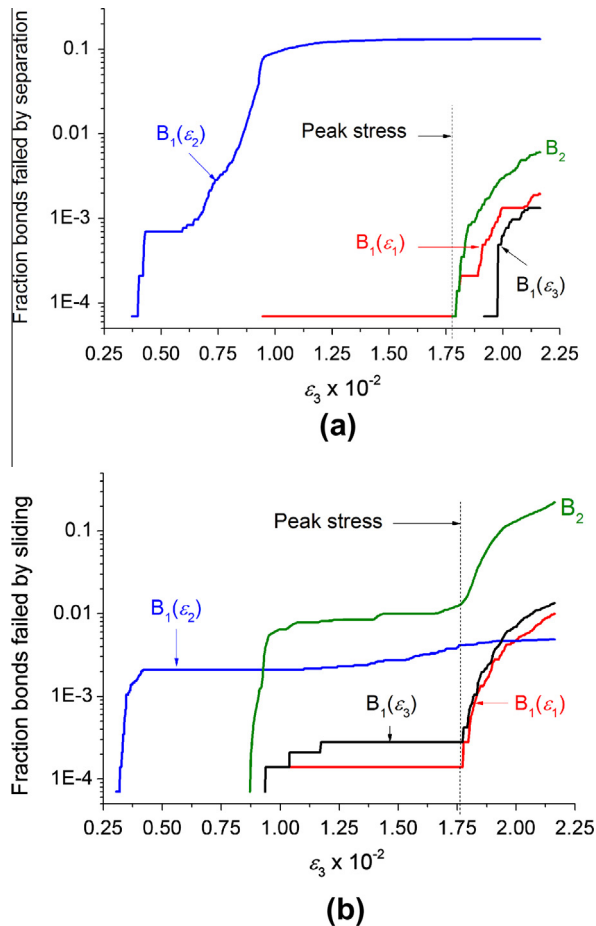 Fraction bonds failed by separation
0.1
0.01
1E-3
1E-4
B₁(ε₂)
Peak stress
B₂
B₁(ε₁)
B₁(ε₃)
0.25 0.50 0.75 1.00 1.25 1.50 1.75 2.00 2.25
ε₃ x 10⁻²
(a)
Fraction bonds failed by sliding
0.1
0.01
1E-3
1E-4
Peak stress
B₂
B₁(ε₂)
B₁(ε₃)
B₁(ε₁)
0.25 0.50 0.75 1.00 1.25 1.50 1.75 2.00 2.25
ε₃ x 10⁻²
(b)